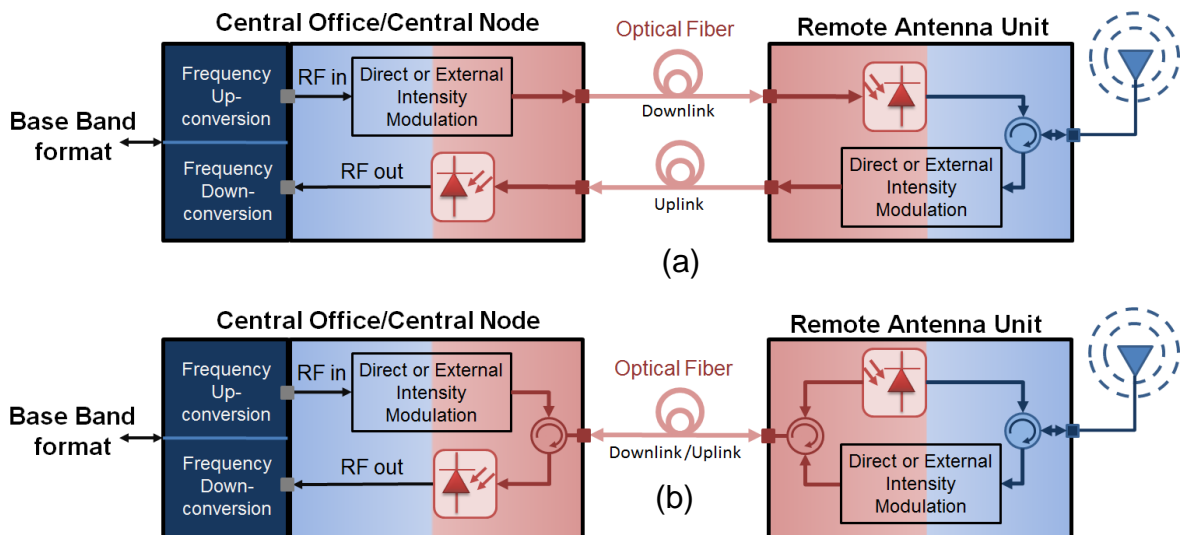 Central Office/Central Node
Optical Fiber
Remote Antenna Unit
Base Band
format
Frequency
Up-
conversion
Frequency
Down-
conversion
RF in
Direct or External
Intensity
Modulation
RF out
Downlink
Uplink
Direct or External
Intensity
Modulation
(a)
Central Office/Central Node
Optical Fiber
Remote Antenna Unit
Base Band
format
Frequency
Up-
conversion
Frequency
Down-
conversion
RF in
Direct or External
Intensity
Modulation
RF out
Downlink/Uplink
Direct or External
Intensity
Modulation
(b)